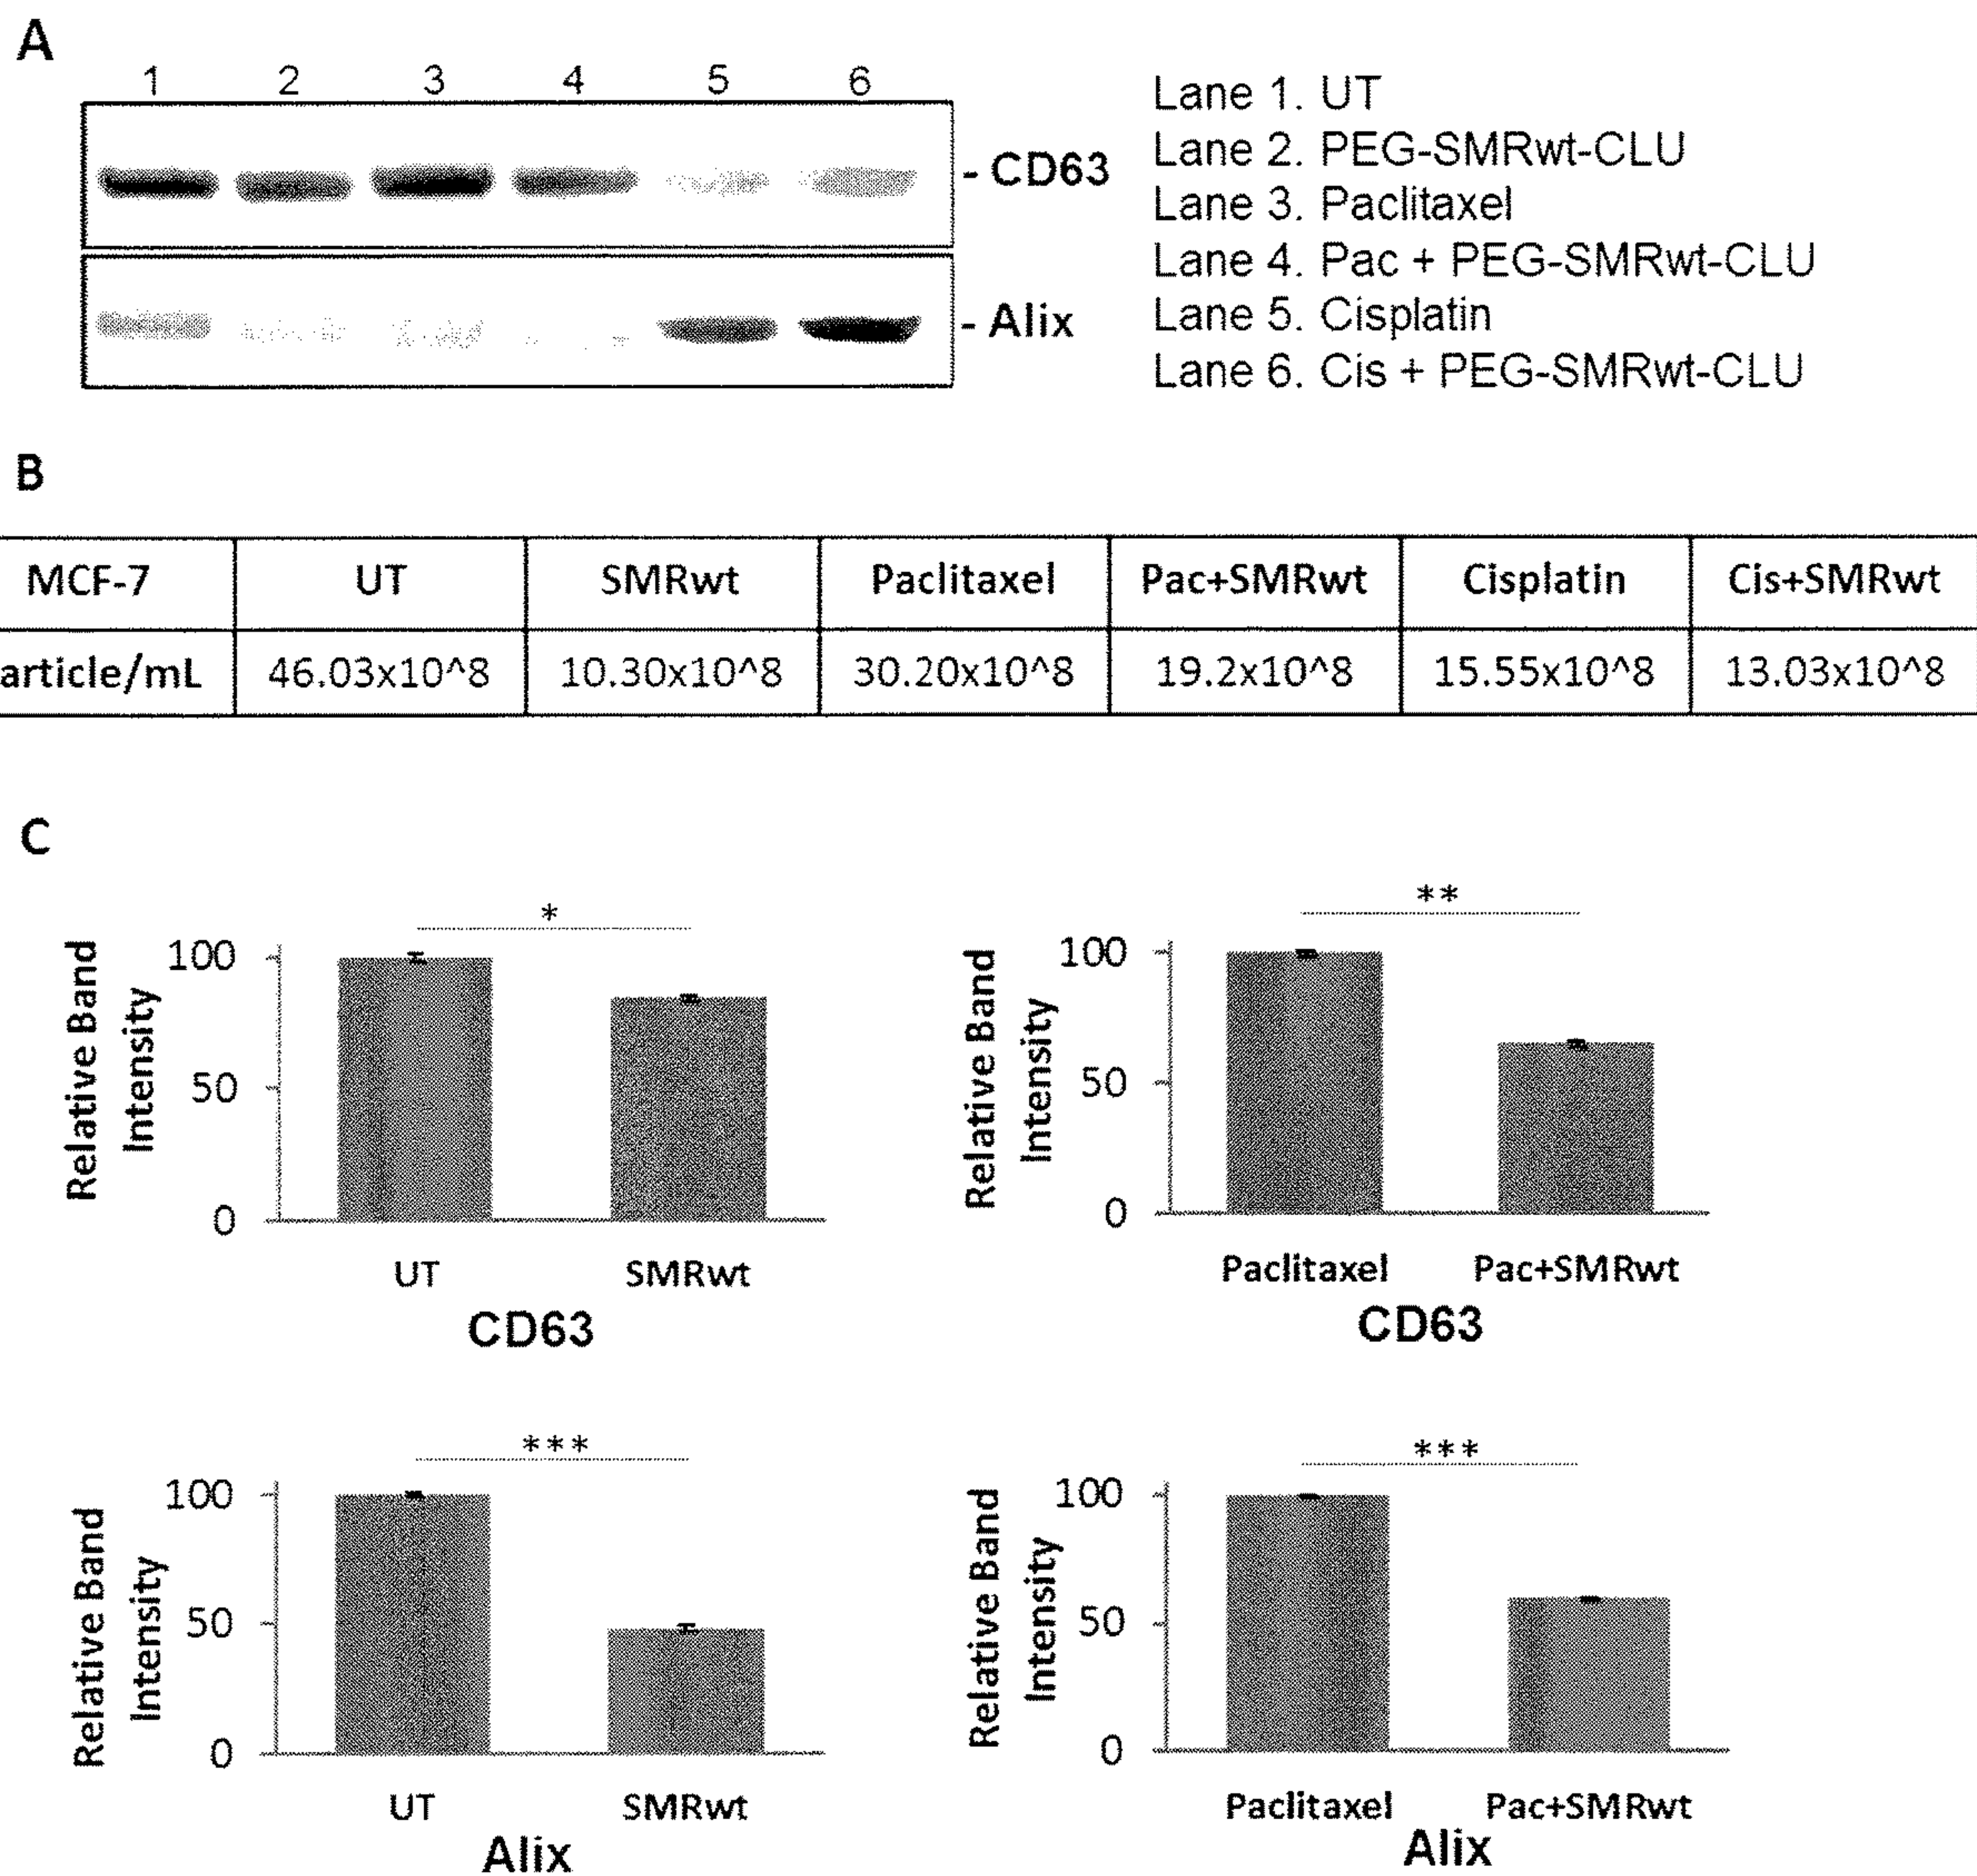 A
1 2 3 4 5 6
- CD63
- Alix
Lane 1. UT
Lane 2. PEG-SMRwt-CLU
Lane 3. Paclitaxel
Lane 4. Pac + PEG-SMRwt-CLU
Lane 5. Cisplatin
Lane 6. Cis + PEG-SMRwt-CLU
B
MCF-7 UT SMRwt Paclitaxel Pac+SMRwt Cisplatin Cis+SMRwt
article/mL 46.03x10^8 10.30x10^8 30.20x10^8 19.2x10^8 15.55x10^8 13.03x10^8
C
*
Relative Band
Intensity
100
50
0
UT SMRwt
CD63
**
Relative Band
Intensity
100
50
0
Paclitaxel Pac+SMRwt
CD63
***
Relative Band
Intensity
100
50
0
UT SMRwt
Alix
***
Relative Band
Intensity
100
50
0
Paclitaxel Pac+SMRwt
Alix